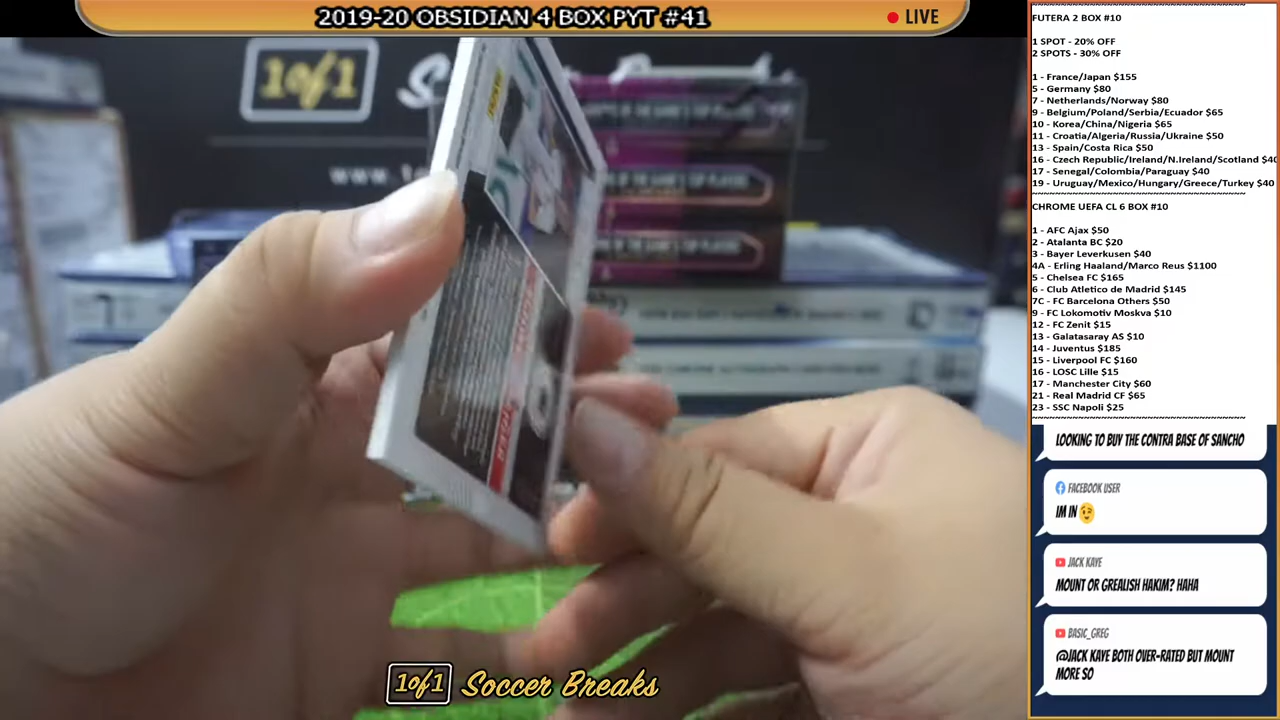 2019-20 OBSIDIAN 4 BOX PYT #41
LIVE
1of1
www.
1of1 Soccer Breaks
~~~~~~~~~~~~~~~~~~~~~~~~~~~~~~~~~~~~~~~~
FUTERA 2 BOX #10
1 SPOT - 20% OFF
2 SPOTS - 30% OFF
1 - France/Japan $155
5 - Germany $80
7 - Netherlands/Norway $80
9 - Belgium/Poland/Serbia/Ecuador $65
10 - Korea/China/Nigeria $65
11 - Croatia/Algeria/Russia/Ukraine $50
13 - Spain/Costa Rica $50
16 - Czech Republic/Ireland/N.Ireland/Scotland $40
17 - Senegal/Colombia/Paraguay $40
19 - Uruguay/Mexico/Hungary/Greece/Turkey $40
~~~~~~~~~~~~~~~~~~~~~~~~~~~~~~~~~~~~~~~~
CHROME UEFA CL 6 BOX #10
1 - AFC Ajax $50
2 - Atalanta BC $20
3 - Bayer Leverkusen $40
4A - Erling Haaland/Marco Reus $1100
5 - Chelsea FC $165
6 - Club Atletico de Madrid $145
7C - FC Barcelona Others $50
9 - FC Lokomotiv Moskva $10
12 - FC Zenit $15
13 - Galatasaray AS $10
14 - Juventus $185
15 - Liverpool FC $160
16 - LOSC Lille $15
17 - Manchester City $60
21 - Real Madrid CF $65
23 - SSC Napoli $25
~~~~~~~~~~~~~~~~~~~~~~~~~~~~~~~~~~~~~~~~
LOOKING TO BUY THE CONTRA BASE OF SANCHO
FACEBOOK USER
IM IN😉
JACK KAYE
MOUNT OR GREALISH HAKIM? HAHA
BASIC_GREG
@JACK KAYE BOTH OVER-RATED BUT MOUNT
MORE SO